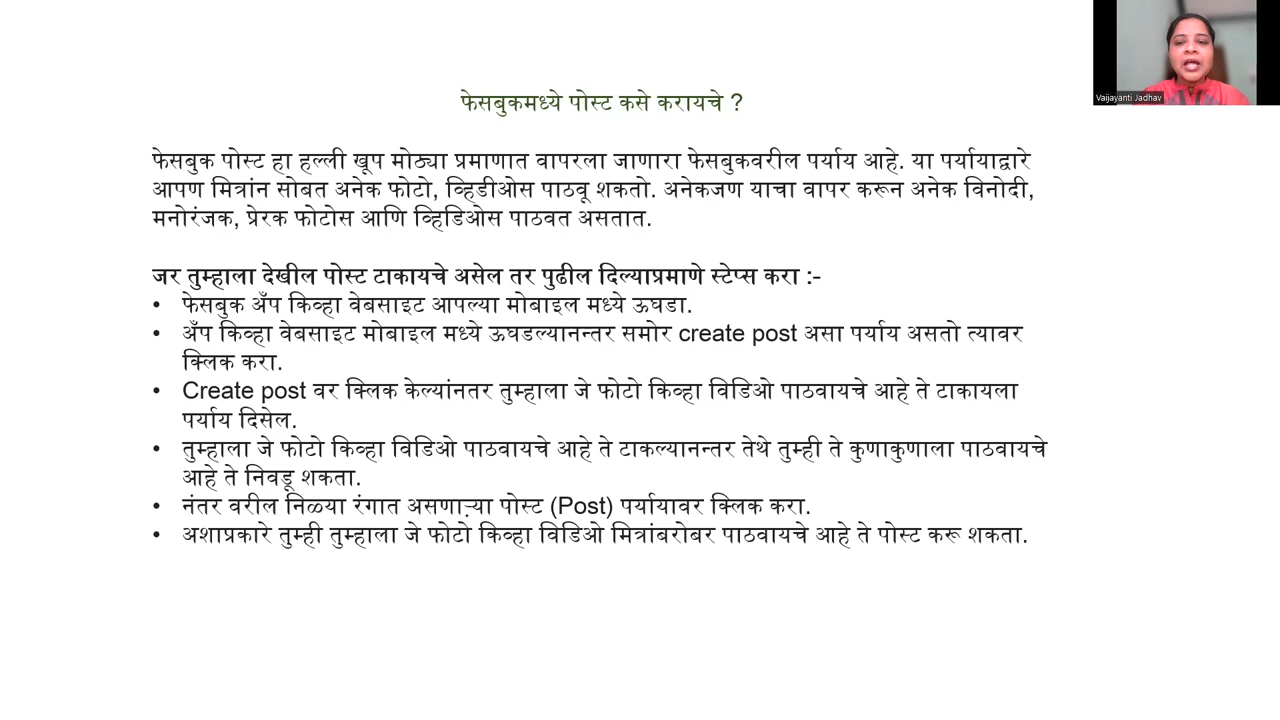 फेसबुकमध्ये पोस्ट कसे करायचे ?
फेसबुक पोस्ट हा हल्ली खूप मोठ्या प्रमाणात वापरला जाणारा फेसबुकवरील पर्याय आहे. या पर्यायाद्वारे
आपण मित्रांन सोबत अनेक फोटो, व्हिडीओस पाठवू शकतो. अनेकजण याचा वापर करून अनेक विनोदी,
मनोरंजक, प्रेरक फोटोस आणि व्हिडिओस पाठवत असतात.
जर तुम्हाला देखील पोस्ट टाकायचे असेल तर पुढील दिल्याप्रमाणे स्टेप्स करा :-
• फेसबुक अँप किव्हा वेबसाइट आपल्या मोबाइल मध्ये ऊघडा.
• अँप किव्हा वेबसाइट मोबाइल मध्ये ऊघडल्यानन्तर समोर create post असा पर्याय असतो त्यावर
क्लिक करा.
• Create post वर क्लिक केल्यांनतर तुम्हाला जे फोटो किव्हा विडिओ पाठवायचे आहे ते टाकायला
पर्याय दिसेल.
• तुम्हाला जे फोटो किव्हा विडिओ पाठवायचे आहे ते टाकल्यानन्तर तेथे तुम्ही ते कुणाकुणाला पाठवायचे
आहे ते निवडू शकता.
• नंतर वरील निळ्या रंगात असणाऱ्या पोस्ट (Post) पर्यायावर क्लिक करा.
• अशाप्रकारे तुम्ही तुम्हाला जे फोटो किव्हा विडिओ मित्रांबरोबर पाठवायचे आहे ते पोस्ट करू शकता.
Vaijayanti Jadhav